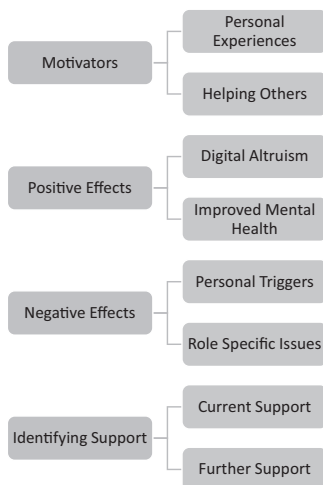 Motivators
Personal
Experiences
Helping Others
Positive Effects
Digital Altruism
Improved Mental
Health
Negative Effects
Personal Triggers
Role Specific Issues
Identifying Support
Current Support
Further Support